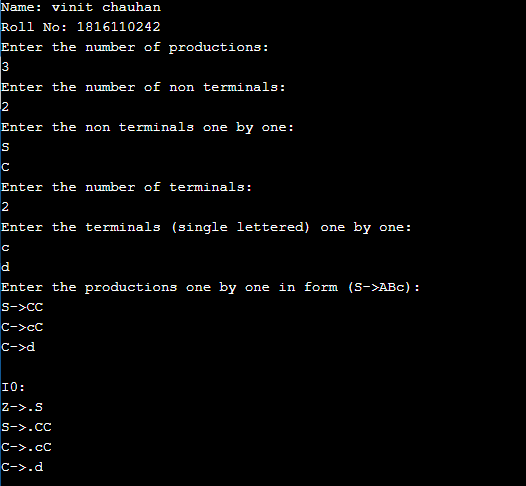 Name: vinit chauhan
Roll No: 1816110242
Enter the number of productions:
3
Enter the number of non terminals:
2
Enter the non terminals one by one:
S
C
Enter the number of terminals:
2
Enter the terminals (single lettered) one by one:
c
d
Enter the productions one by one in form (S->ABc):
S->CC
C->cC
C->d

I0:
Z->.S
S->.CC
C->.cC
C->.d